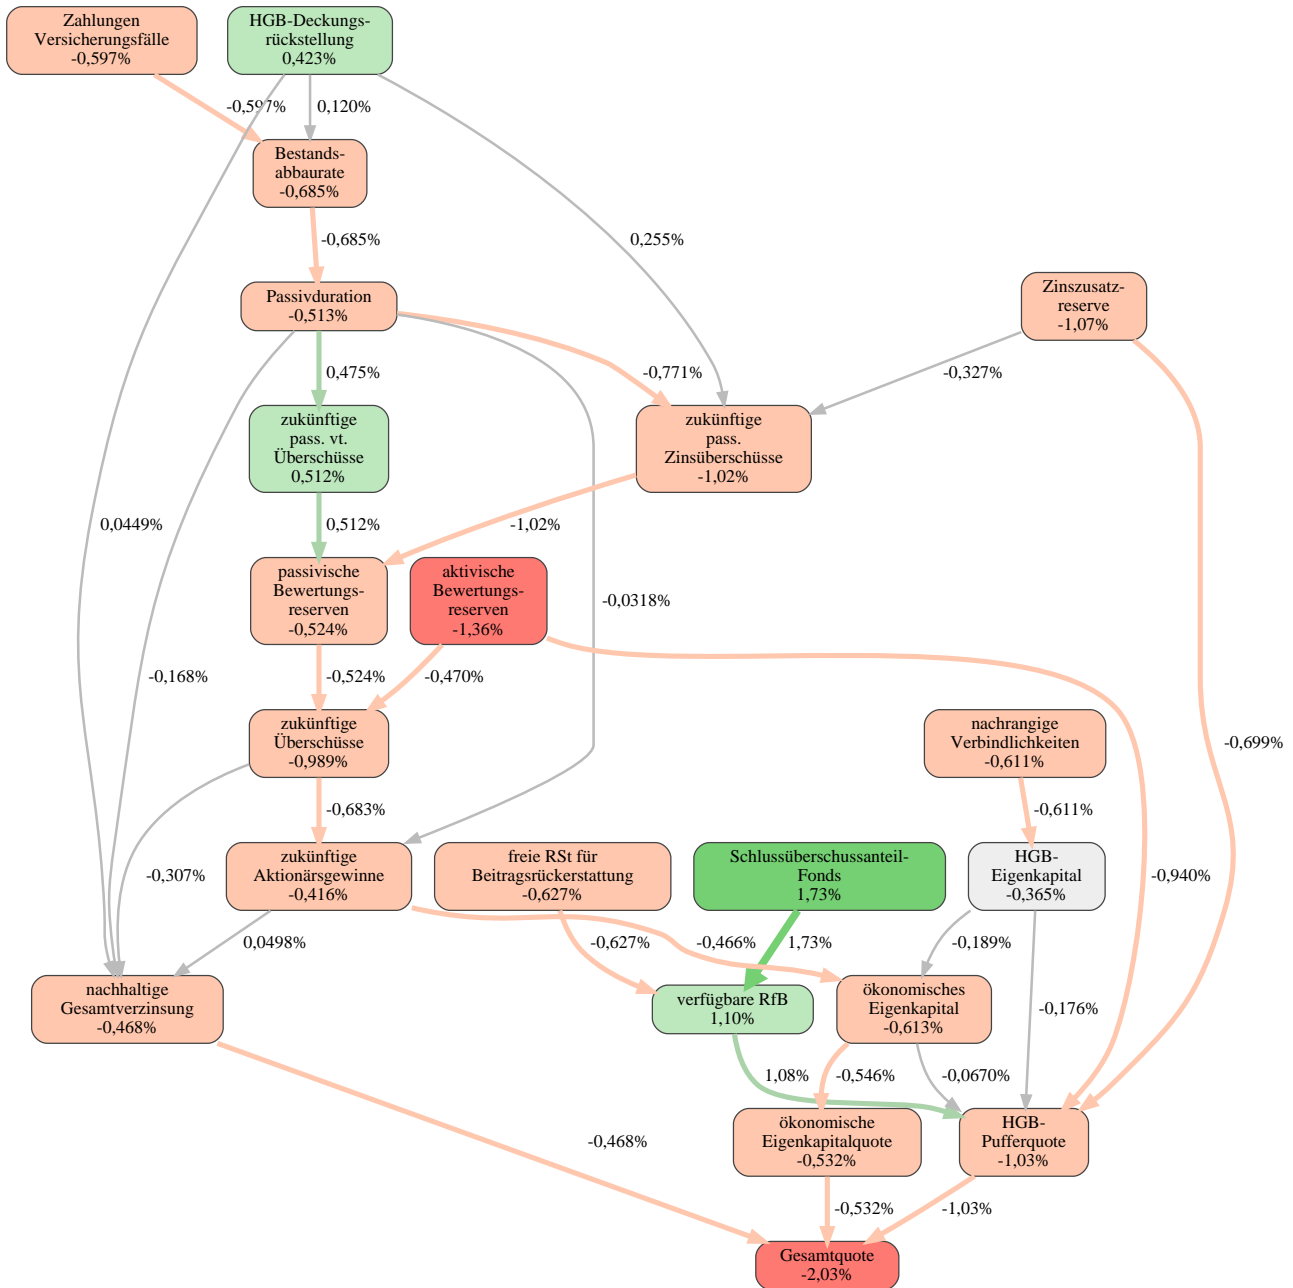 Zahlungen
Versicherungsfälle
-0,597%
HGB-Deckungs-
rückstellung
0,423%
-0,597%
0,120%
Bestands-
abbaurate
-0,685%
-0,685%
0,255%
Passivduration
-0,513%
Zinszusatz-
reserve
-1,07%
0,475%
-0,771%
-0,327%
zukünftige
pass. vt.
Überschüsse
0,512%
zukünftige
pass.
Zinsüberschüsse
-1,02%
0,0449%
0,512%
-1,02%
passivische
Bewertungs-
reserven
-0,524%
aktivische
Bewertungs-
reserven
-1,36%
-0,0318%
-0,168%
-0,524%
-0,470%
zukünftige
Überschüsse
-0,989%
nachrangige
Verbindlichkeiten
-0,611%
-0,699%
-0,683%
-0,611%
zukünftige
Aktionärsgewinne
-0,416%
freie RSt für
Beitragsrückerstattung
-0,627%
Schlussüberschussanteil-
Fonds
1,73%
HGB-
Eigenkapital
-0,365%
-0,307%
-0,940%
0,0498%
-0,627%
-0,466%
1,73%
-0,189%
nachhaltige
Gesamtverzinsung
-0,468%
verfügbare RfB
1,10%
ökonomisches
Eigenkapital
-0,613%
-0,176%
1,08%
-0,546%
-0,0670%
ökonomische
Eigenkapitalquote
-0,532%
HGB-
Pufferquote
-1,03%
-0,468%
-0,532%
-1,03%
Gesamtquote
-2,03%